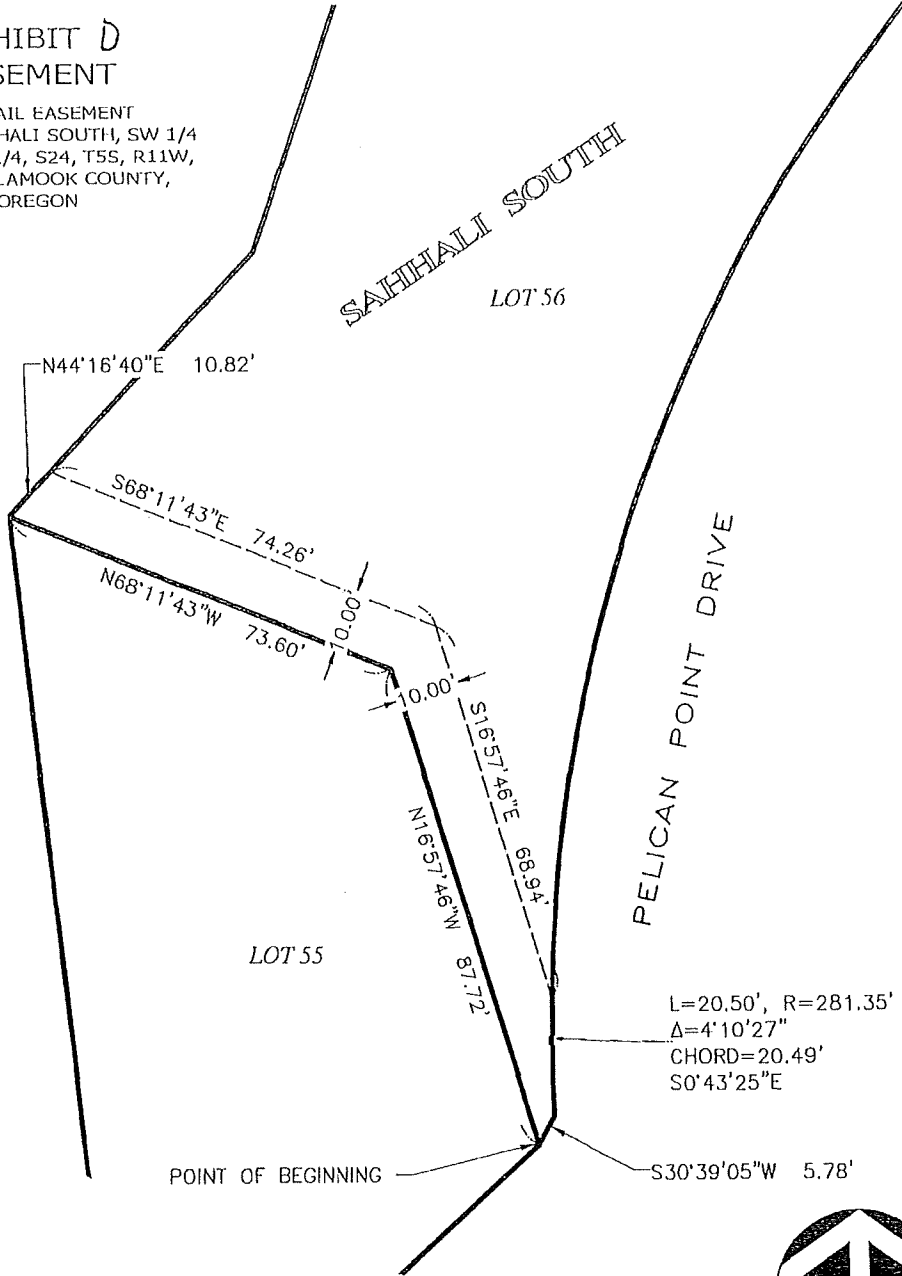 HIBIT D
SEMENT
AIL EASEMENT
HALI SOUTH, SW 1/4
/4, S24, T5S, R11W,
LAMOOK COUNTY,
OREGON
SAHHALI SOUTH
LOT 56
N44°16'40"E 10.82'
S68°11'43"E 74.26'
N68°11'43"W 73.60'
10.00'
10.00'
S16°57'46"E 68.94'
N16°57'46"W 87.72'
PELICAN POINT DRIVE
LOT 55
L=20.50', R=281.35'
Δ=4°10'27"
CHORD=20.49'
S0°43'25"E
POINT OF BEGINNING
S30°39'05"W 5.78'